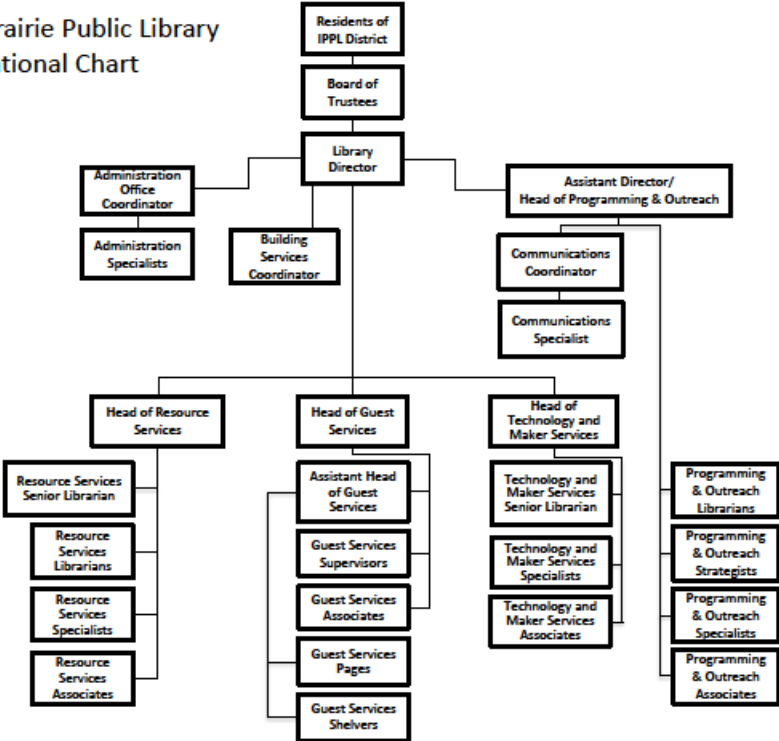 rairie Public Library
ational Chart
Residents of
IPPL District
Board of
Trustees
Library
Director
Administration
Office
Coordinator
Administration
Specialists
Building
Services
Coordinator
Assistant Director/
Head of Programming & Outreach
Communications
Coordinator
Communications
Specialist
Head of Resource
Services
Resource Services
Senior Librarian
Resource
Services
Librarians
Resource
Services
Specialists
Resource
Services
Associates
Head of Guest
Services
Assistant Head
of Guest
Services
Guest Services
Supervisors
Guest Services
Associates
Guest Services
Pages
Guest Services
Shelvers
Head of
Technology and
Maker Services
Technology and
Maker Services
Senior Librarian
Technology and
Maker Services
Specialists
Technology and
Maker Services
Associates
Programming
& Outreach
Librarians
Programming
& Outreach
Strategists
Programming
& Outreach
Specialists
Programming
& Outreach
Associates